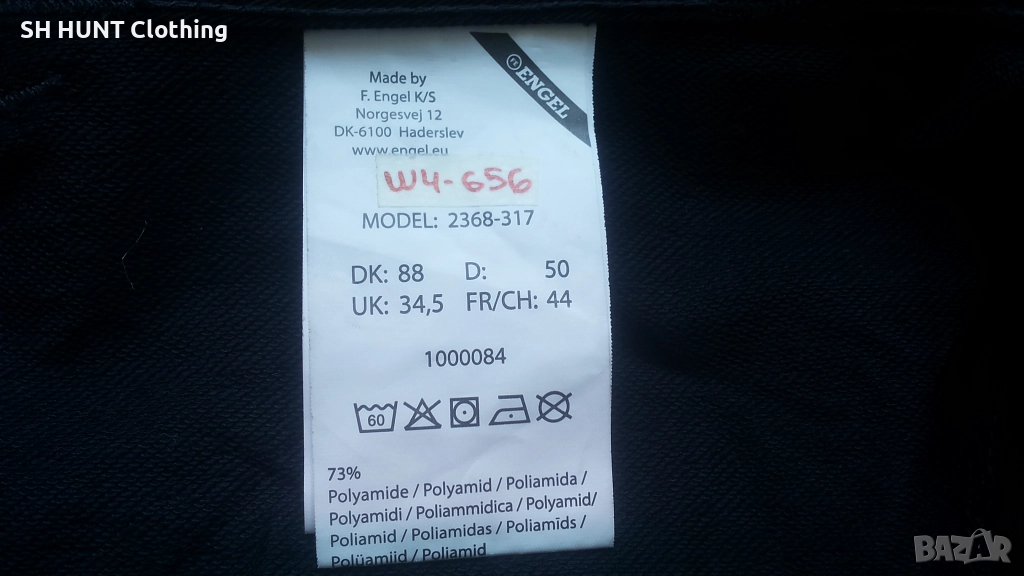 SH HUNT Clothing
ENGEL
Made by
F. Engel K/S
Norgesvej 12
DK-6100 Haderslev
www.engel.eu
W4-656
MODEL: 2368-317
DK: 88 D: 50
UK: 34,5 FR/CH: 44
1000084
60
73%
Polyamide / Polyamid / Poliamida /
Polyamidi / Poliammidica / Polyamid/
Poliamid / Poliamidas / Poliamīds /
Polüamiid / Poliamid
BAZAR